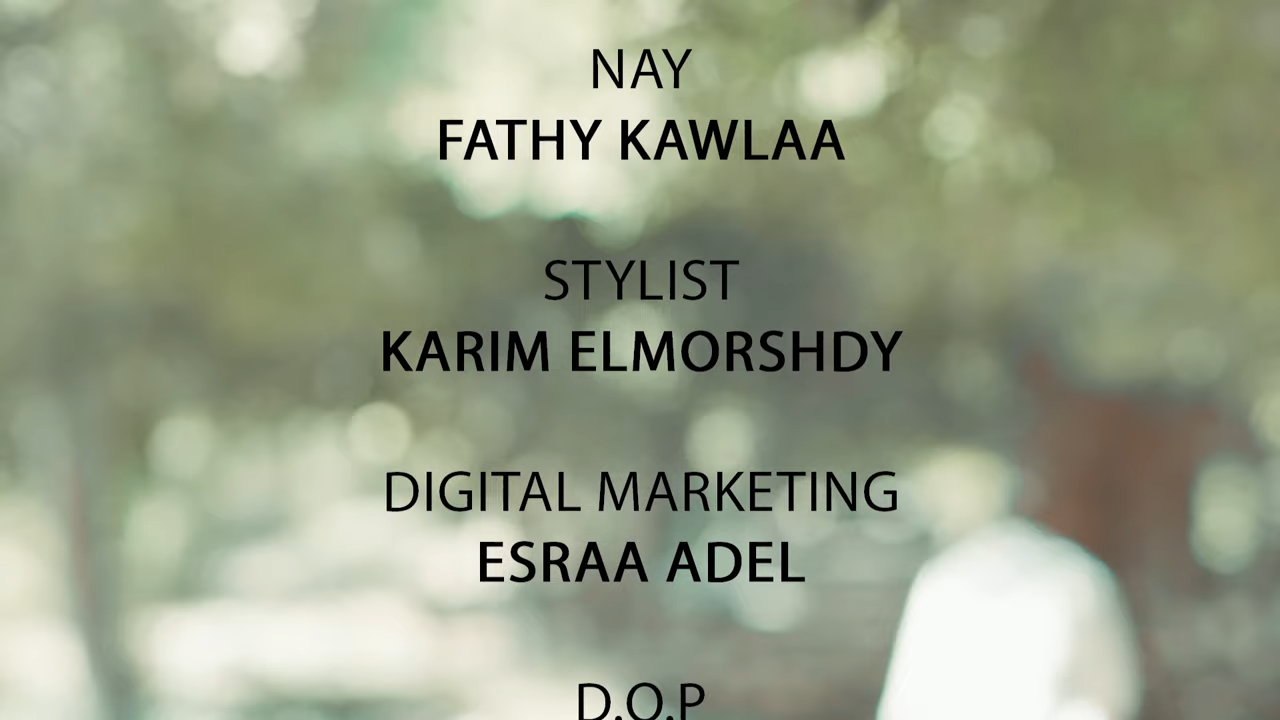 NAY
FATHY KAWLAA
STYLIST
KARIM ELMORSHDY
DIGITAL MARKETING
ESRAA ADEL
D.O.P